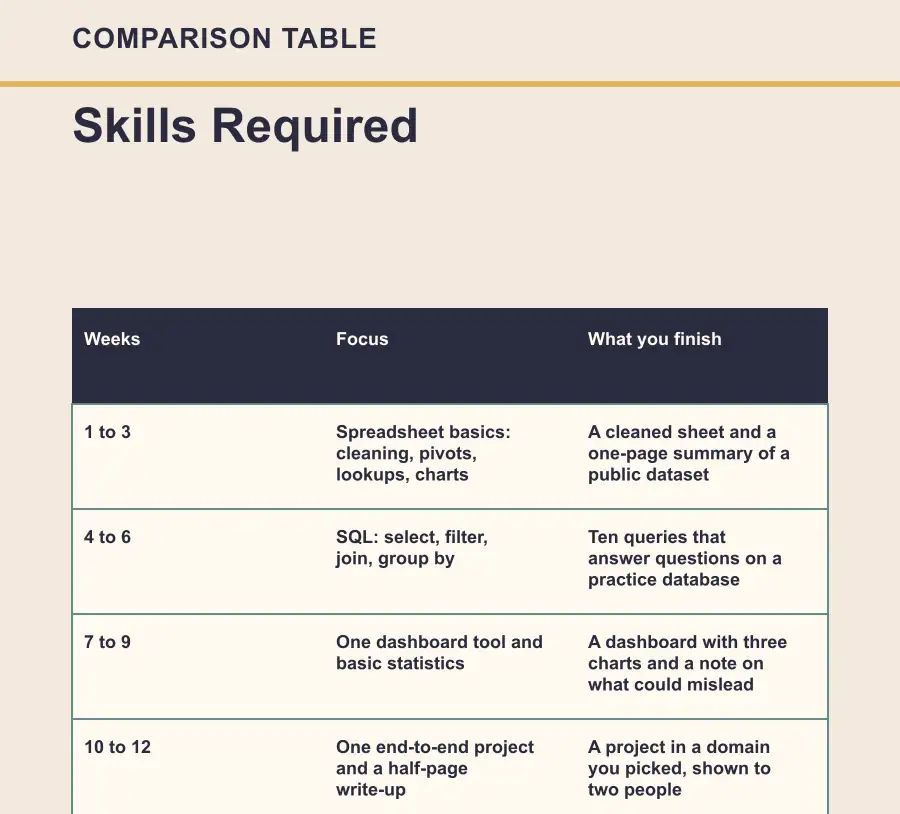 COMPARISON TABLE
Skills Required
Weeks
Focus
What you finish
1 to 3
Spreadsheet basics:
cleaning, pivots,
lookups, charts
A cleaned sheet and a
one-page summary of a
public dataset
4 to 6
SQL: select, filter,
join, group by
Ten queries that
answer questions on a
practice database
7 to 9
One dashboard tool and
basic statistics
A dashboard with three
charts and a note on
what could mislead
10 to 12
One end-to-end project
and a half-page
write-up
A project in a domain
you picked, shown to
two people